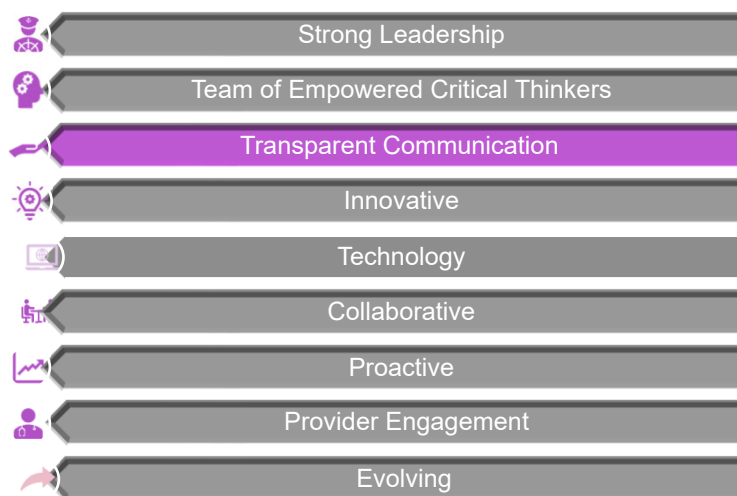 Strong Leadership
Team of Empowered Critical Thinkers
Transparent Communication
Innovative
Technology
Collaborative
Proactive
Provider Engagement
Evolving